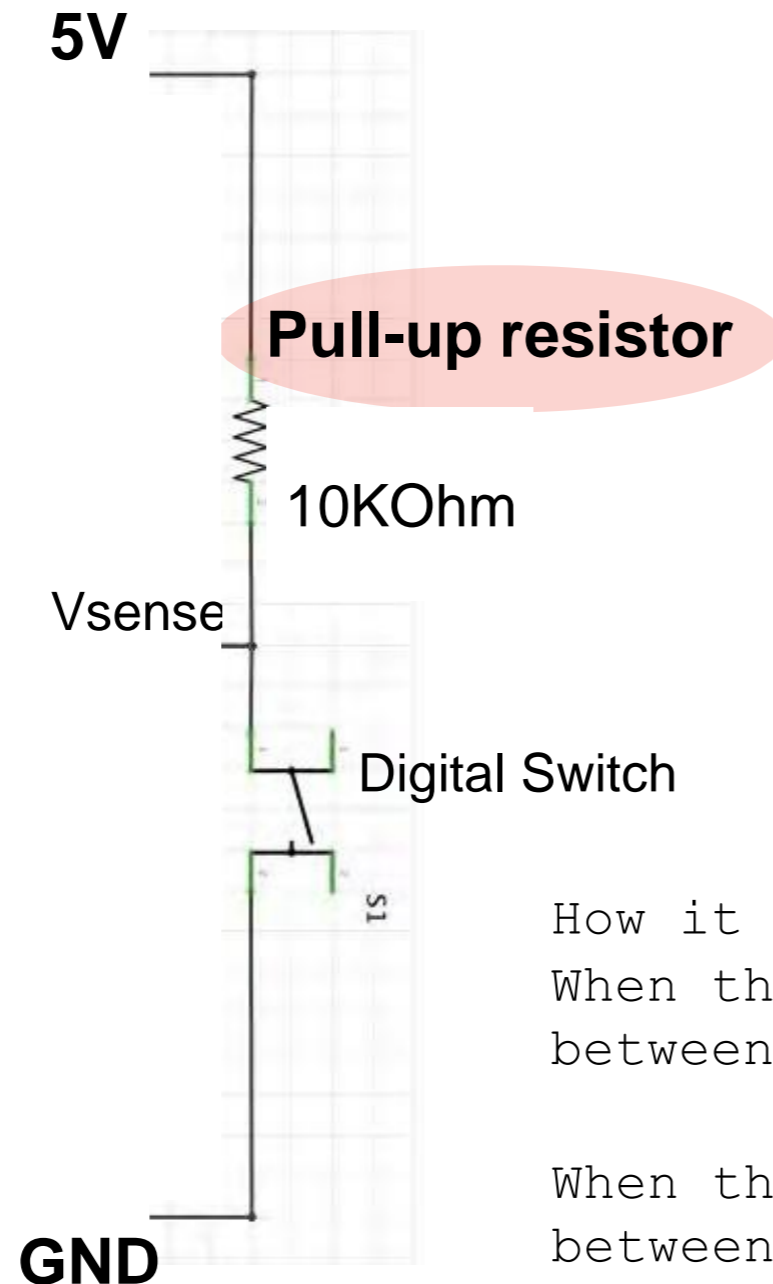 5V
Pull-up resistor
10KOhm
Vsense
Digital Switch
S1
How it
When th
between
When th
between
GND